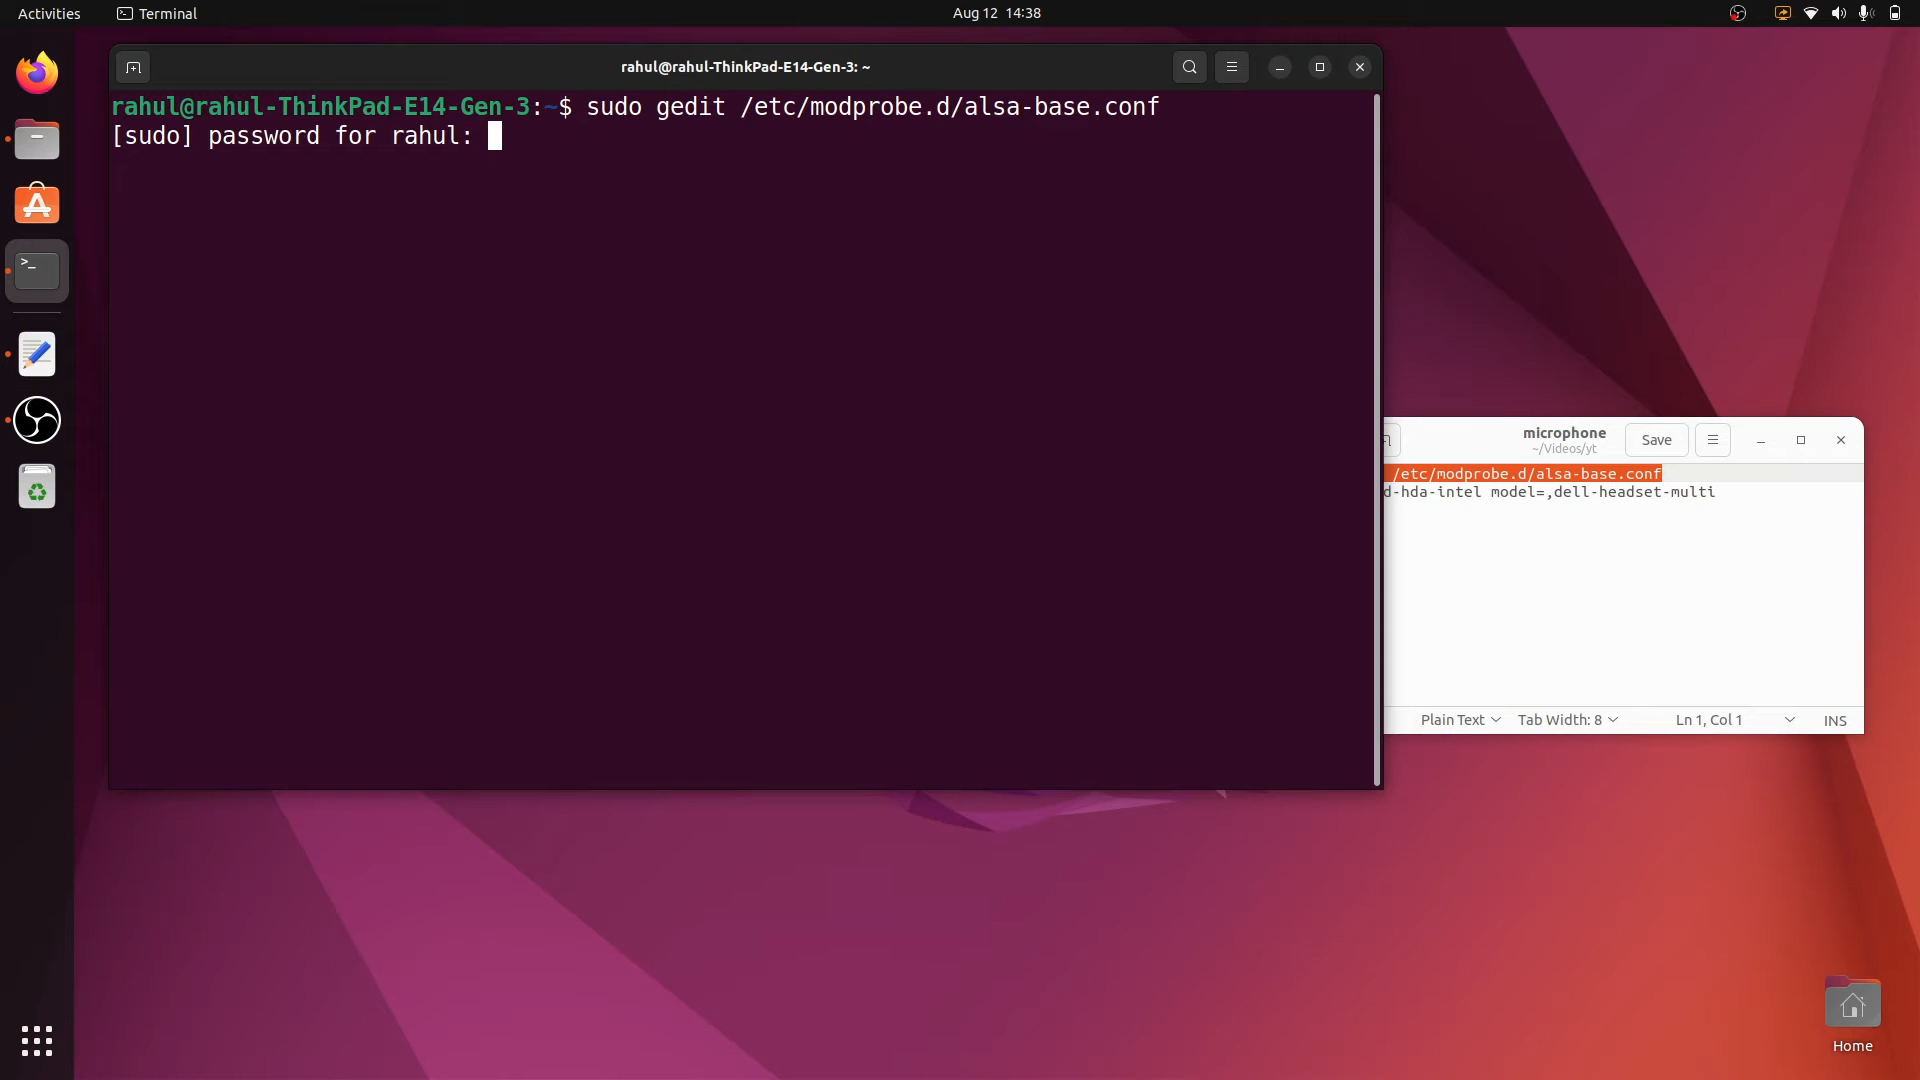 Activities
Terminal
Aug 12 14:38
rahul@rahul-ThinkPad-E14-Gen-3: ~
rahul@rahul-ThinkPad-E14-Gen-3:~$ sudo gedit /etc/modprobe.d/alsa-base.conf
[sudo] password for rahul:
microphone
~/Videos/yt
Save
/etc/modprobe.d/alsa-base.conf
d-hda-intel model=,dell-headset-multi
Plain Text
Tab Width: 8
Ln 1, Col 1
INS
Home